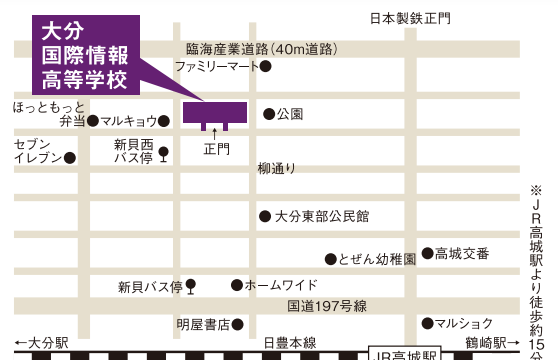 大分
国際情報
高等学校
日本製鉄正門
臨海産業道路（40m道路）
ファミリーマート
ほっともっと
弁当
マルキョウ
公園
セブン
イレブン
新貝西
バス停
正門
柳通り
大分東部公民館
とぜん幼稚園
高城交番
新貝バス停
ホームワイド
国道197号線
明屋書店
マルショク
←大分駅
日豊本線
鶴崎駅→
JR高城駅
※JR高城駅より徒歩約15分